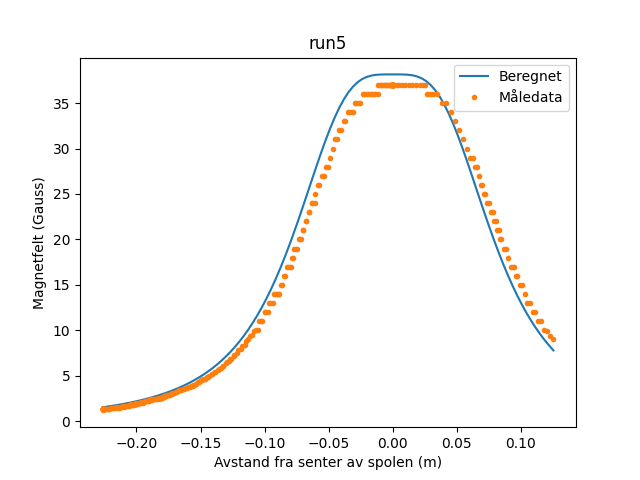 run5
Beregnet
Måledata
Magnetfelt (Gauss)
35
30
25
20
15
10
5
0
−0.20 −0.15 −0.10 −0.05 0.00 0.05 0.10
Avstand fra senter av spolen (m)